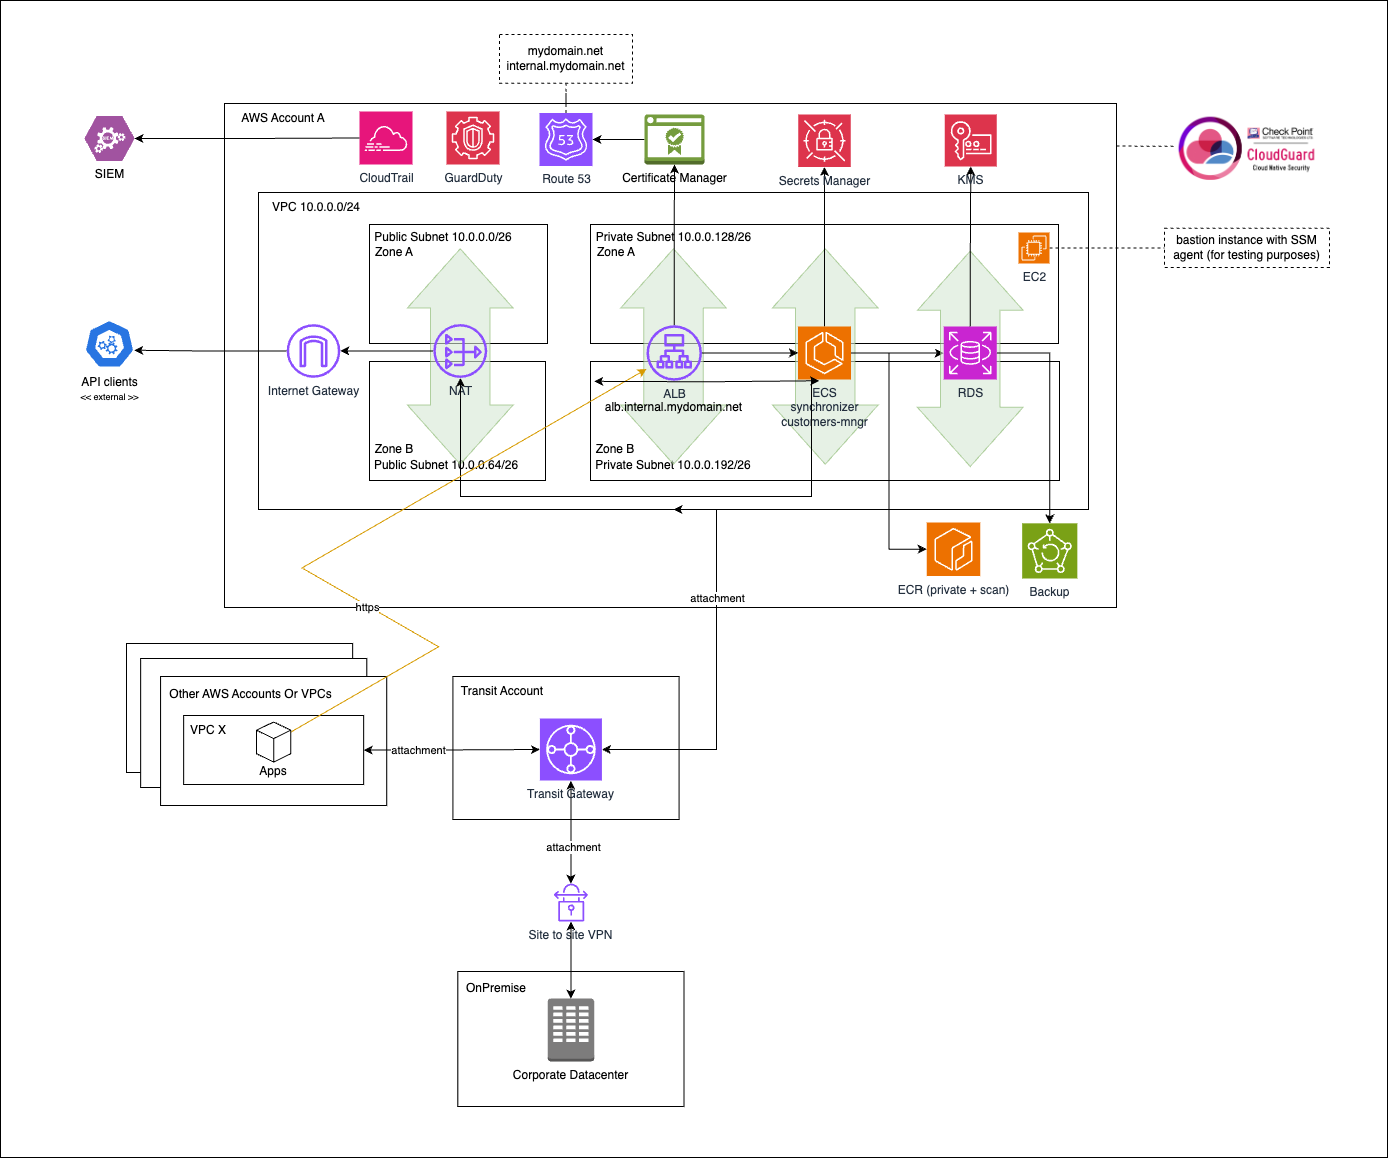 mydomain.net
internal.mydomain.net
AWS Account A
SIEM
SIEM
CloudTrail
GuardDuty
53
Route 53
Certificate Manager
Secrets Manager
KMS
Check Point
CloudGuard
Cloud Native Security
VPC 10.0.0.0/24
Public Subnet 10.0.0.0/26
Zone A
Private Subnet 10.0.0.128/26
Zone A
EC2
bastion instance with SSM
agent (for testing purposes)
API clients
<< external >>
Internet Gateway
NAT
ALB
alb.internal.mydomain.net
ECS
synchronizer
customers-mngr
RDS
Zone B
Public Subnet 10.0.0.64/26
Zone B
Private Subnet 10.0.0.192/26
ECR (private + scan)
Backup
attachment
https
Other AWS Accounts Or VPCs
VPC X
Apps
attachment
Transit Account
Transit Gateway
attachment
Site to site VPN
OnPremise
Corporate Datacenter